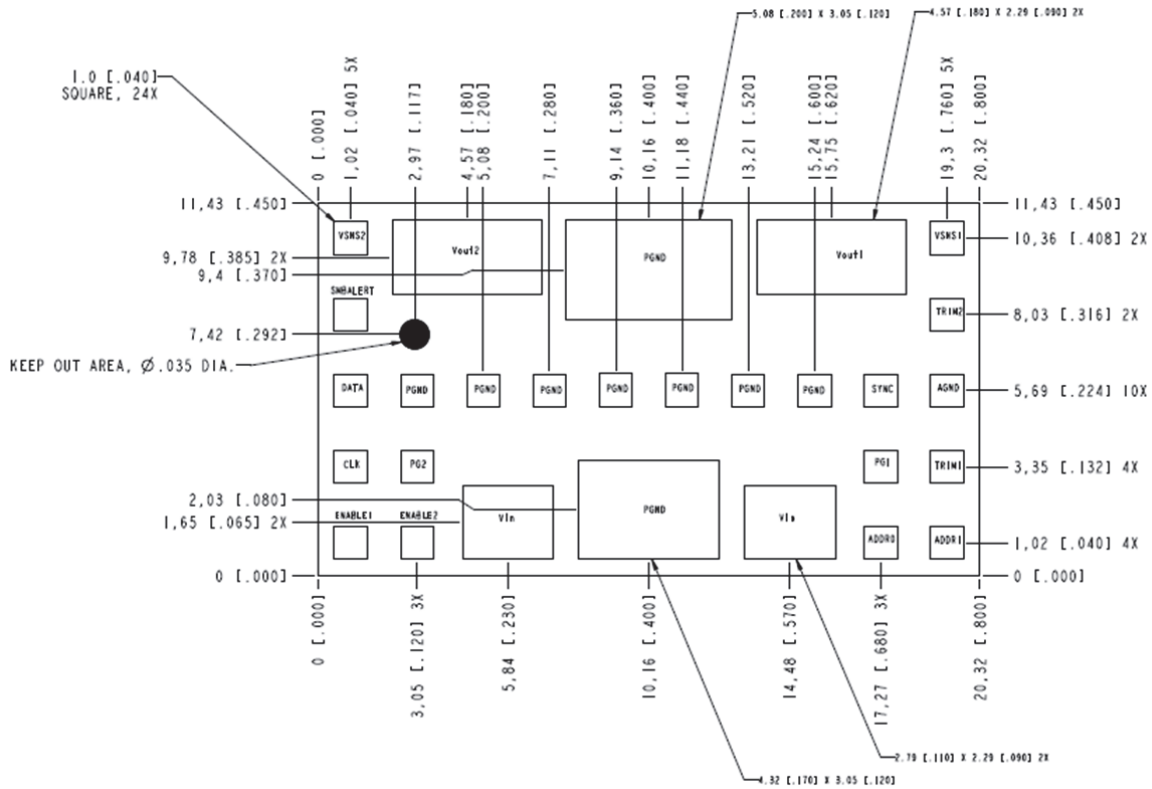 5.08 [.200] X 3.05 [.120]
4.57 [.180] X 2.29 [.090] 2X
1.0 [.040]
SQUARE, 24X
0 [.000]
1,02 [.040] 5X
2,97 [.117]
4,57 [.180]
5,08 [.200]
7,11 [.280]
9,14 [.360]
10,16 [.400]
11,18 [.440]
13,21 [.520]
15,24 [.600]
15,75 [.620]
19,3 [.760] 5X
20,32 [.800]
11,43 [.450]
11,43 [.450]
VSNS2
Vout2
PGND
Vout1
VSNS1
10,36 [.408] 2X
9,78 [.385] 2X
9,4 [.370]
SMBALERT
TRIM2
8,03 [.316] 2X
7,42 [.292]
KEEP OUT AREA, Ø.035 DIA.
DATA
PGND
PGND
PGND
PGND
PGND
PGND
PGND
SYNC
AGND
5,69 [.224] 10X
CLK
PG2
PG1
TRIM1
3,35 [.132] 4X
2,03 [.080]
1,65 [.065] 2X
ENABLE1
ENABLE2
Vin
PGND
Vin
ADDR0
ADDR1
1,02 [.040] 4X
0 [.000]
0 [.000]
0 [.000]
3,05 [.120] 3X
5,84 [.230]
10,16 [.400]
14,48 [.570]
17,27 [.680] 3X
20,32 [.800]
2.79 [.110] X 2.29 [.090] 2X
4.32 [.170] X 3.05 [.120]